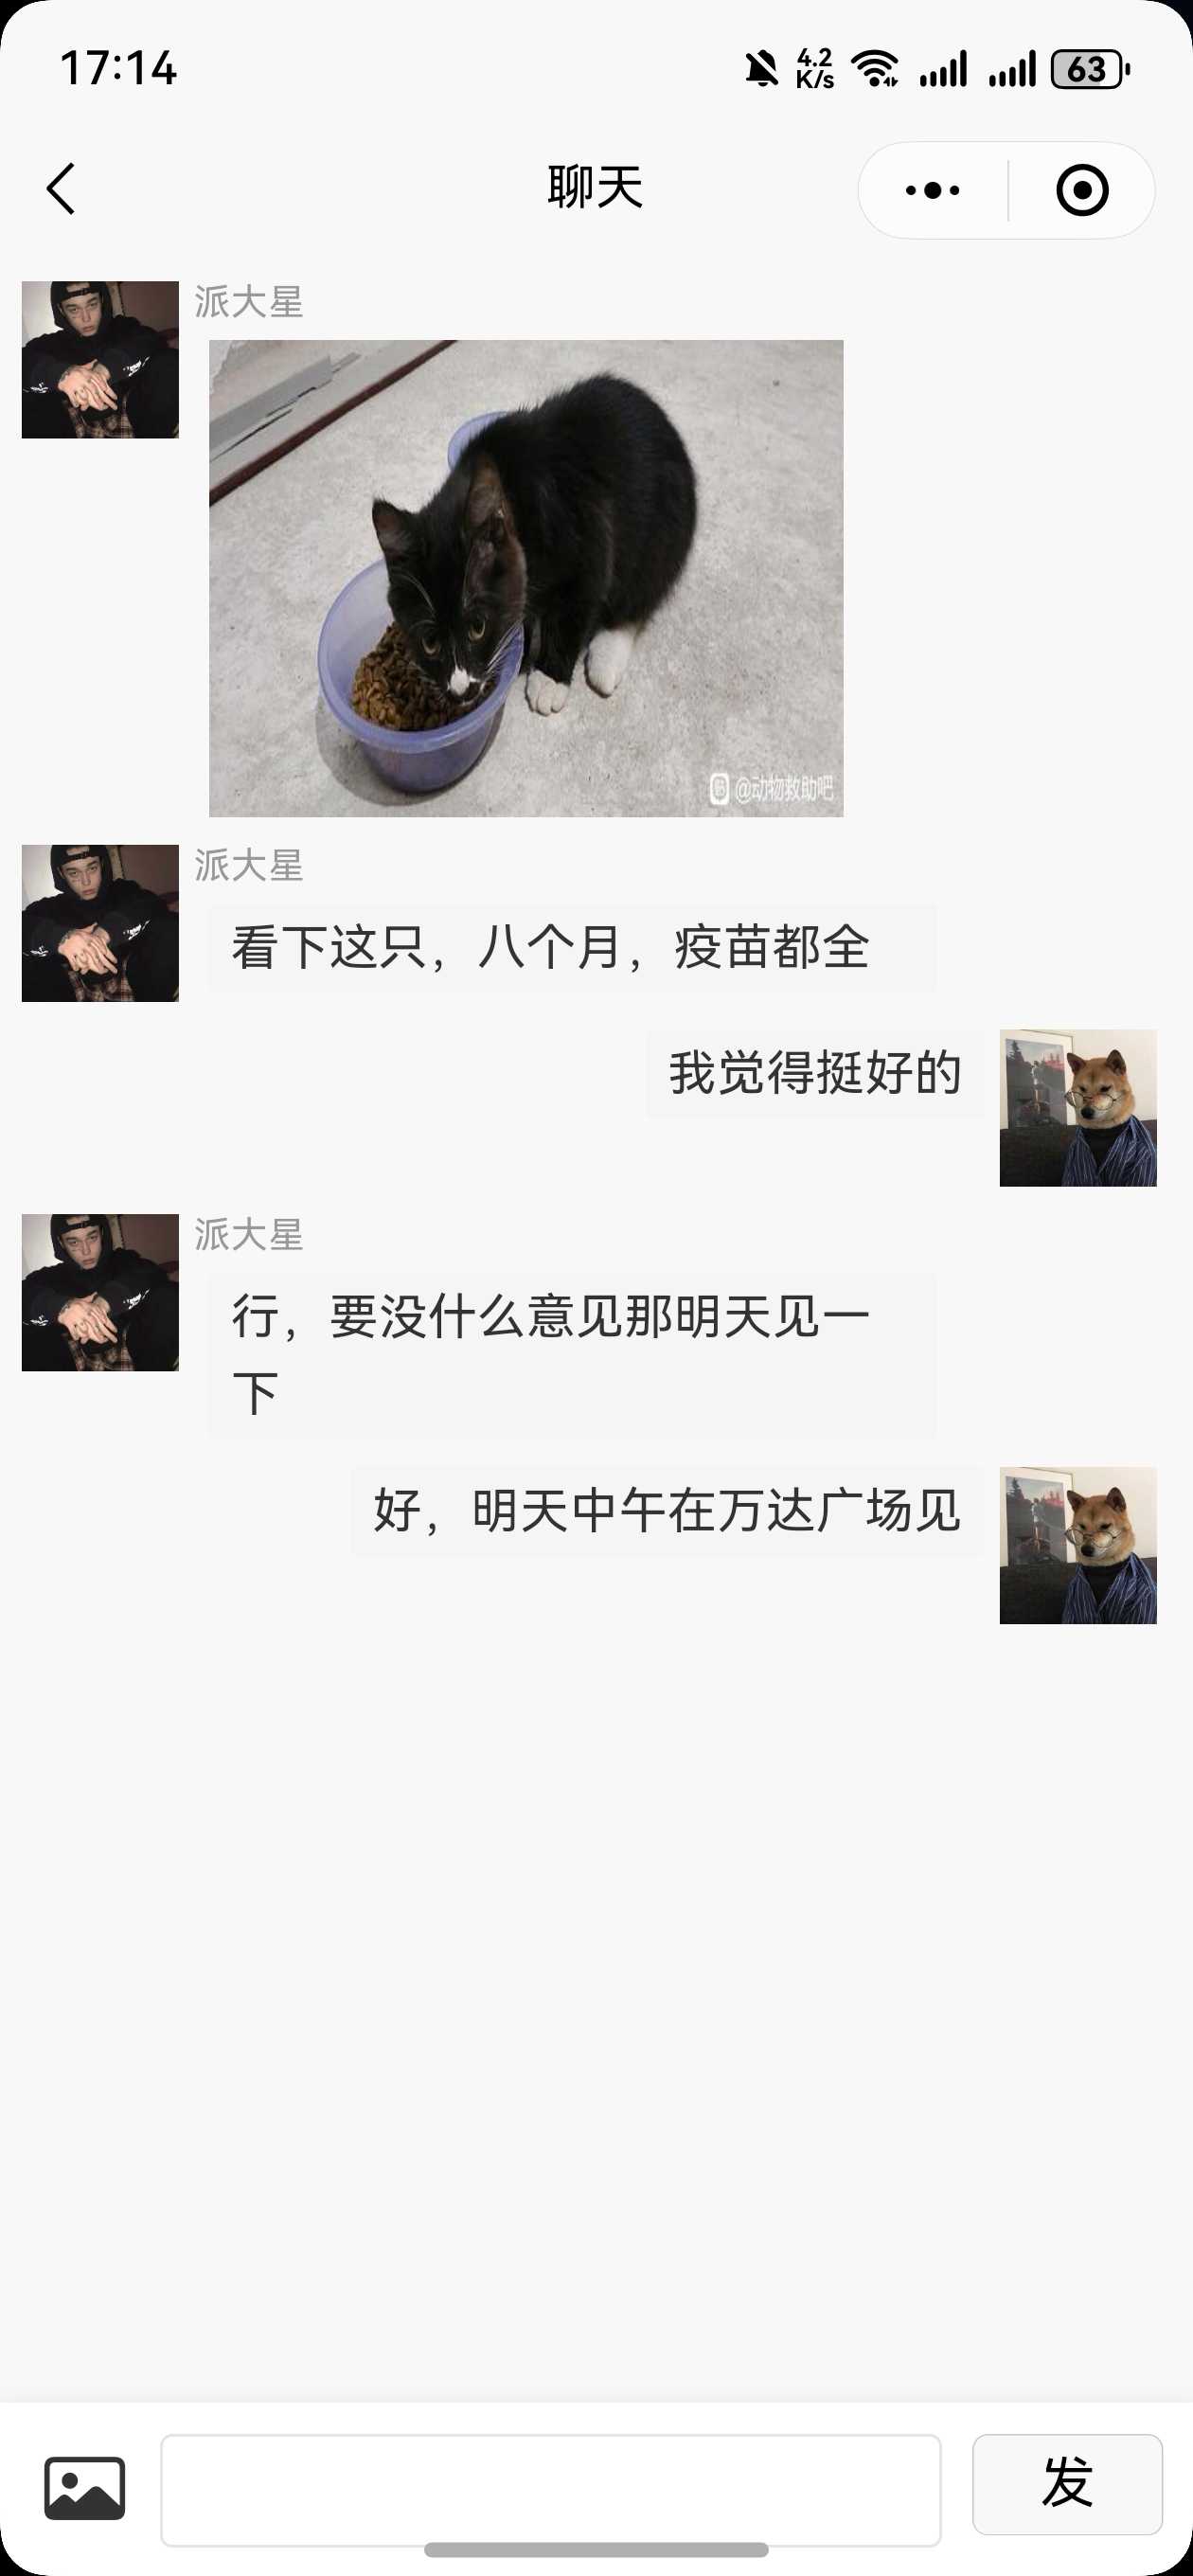 17:14
4.2
K/s
63
聊天
派大星
@动物救助吧
派大星
看下这只，八个月，疫苗都全
我觉得挺好的
派大星
行，要没什么意见那明天见一
下
好，明天中午在万达广场见
发